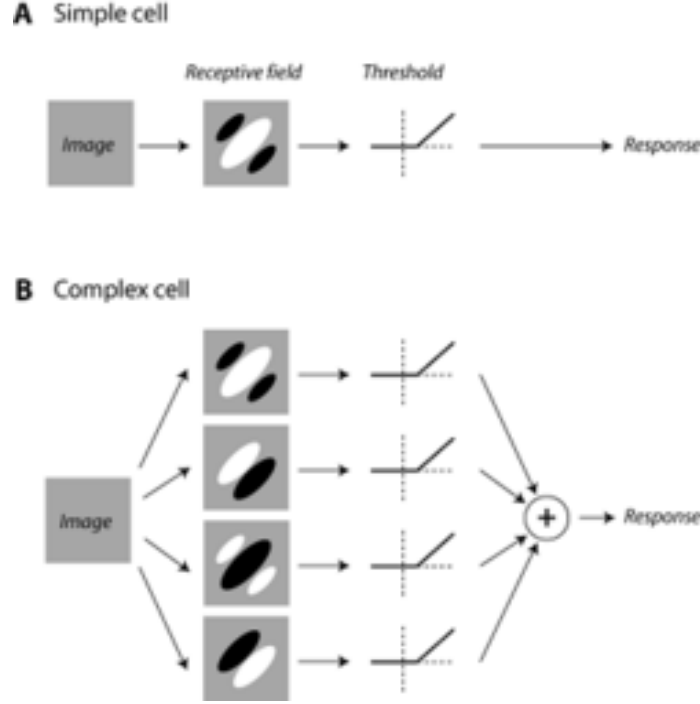 A Simple cell
Receptive field Threshold
Image Response
B Complex cell
Image + Response